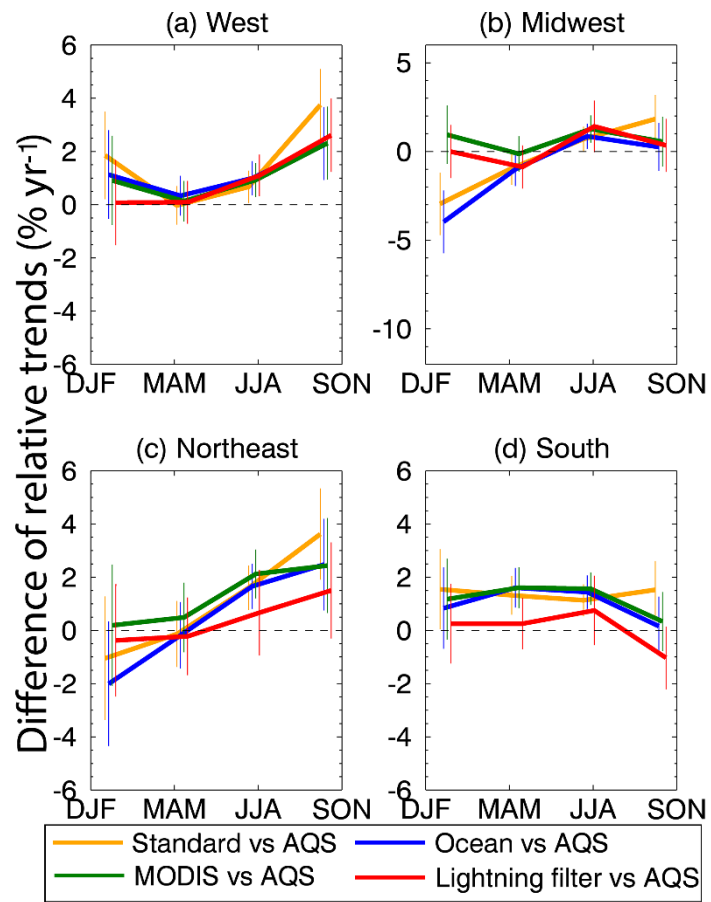 (a) West
(b) Midwest
6
4
2
0
-2
-4
-6
DJF MAM JJA SON
5
0
-5
-10
DJF MAM JJA SON
Difference of relative trends (% yr-1)
(c) Northeast
(d) South
6
4
2
0
-2
-4
-6
DJF MAM JJA SON
6
4
2
0
-2
-4
-6
DJF MAM JJA SON
Standard vs AQS
Ocean vs AQS
MODIS vs AQS
Lightning filter vs AQS